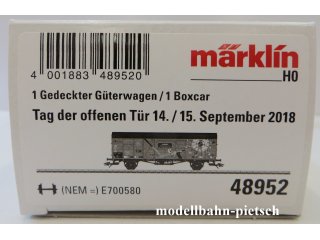 märklin
H0
4 001883 489520
1 Gedeckter Güterwagen / 1 Boxcar
Tag der offenen Tür 14. / 15. September 2018
(NEM =) E700580
48952
modellbahn-pietsch